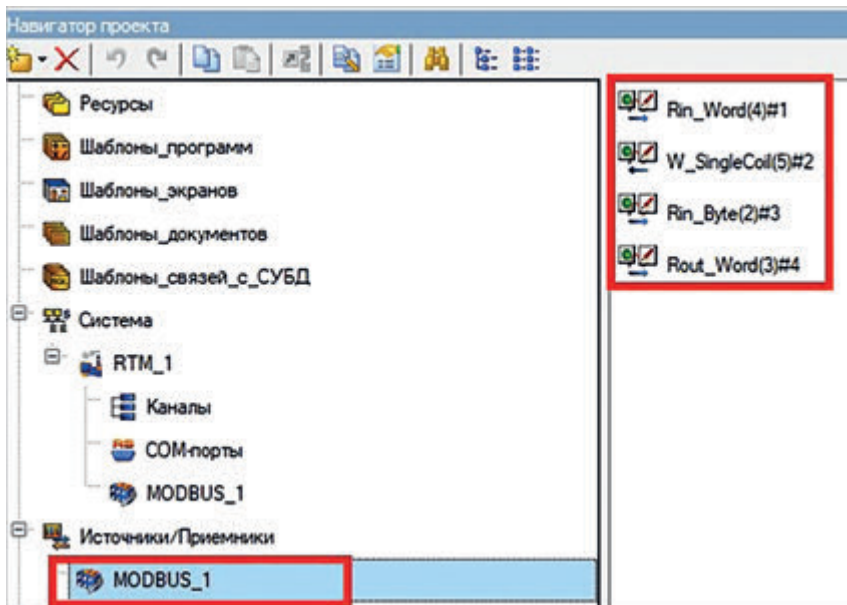 Навигатор проекта
Ресурсы
Шаблоны_программ
Шаблоны_экранов
Шаблоны_документов
Шаблоны_связей_с_СУБД
Система
RTM_1
Каналы
COM-порты
MODBUS_1
Источники/Приемники
MODBUS_1
Rin_Word(4)#1
W_SingleCoil(5)#2
Rin_Byte(2)#3
Rout_Word(3)#4